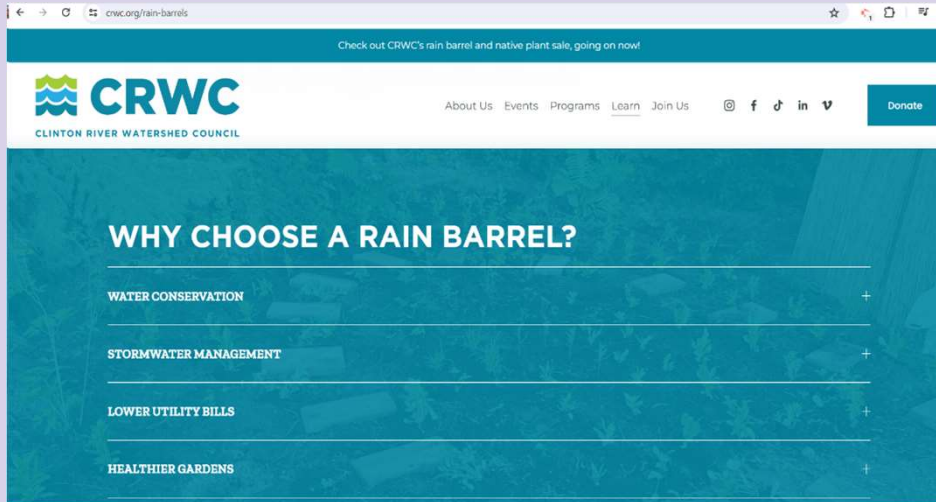 crwc.org/rain-barrels
Check out CRWC's rain barrel and native plant sale, going on now!
CRWC
CLINTON RIVER WATERSHED COUNCIL
About Us Events Programs Learn Join Us
Donate
WHY CHOOSE A RAIN BARREL?
WATER CONSERVATION +
STORMWATER MANAGEMENT +
LOWER UTILITY BILLS +
HEALTHIER GARDENS +